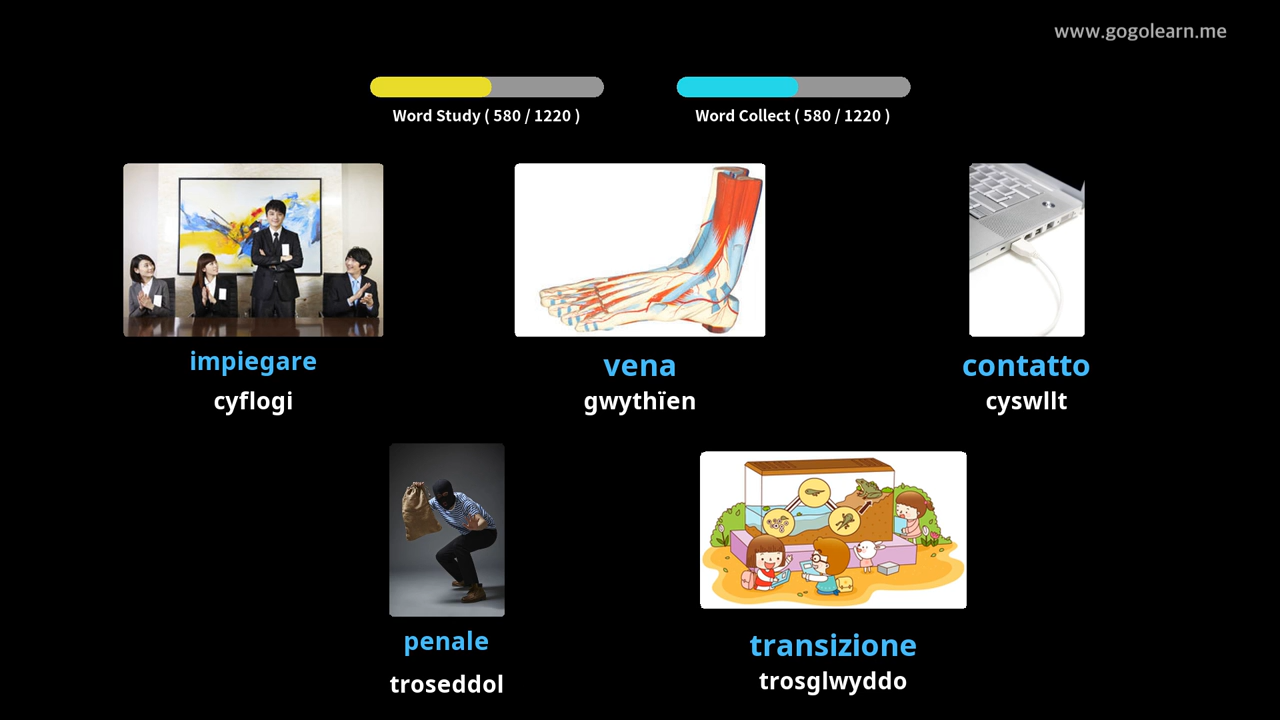 www.gogolearn.me
Word Study ( 580 / 1220 )
Word Collect ( 580 / 1220 )
impiegare
cyflogi
vena
gwythïen
contatto
cyswllt
penale
troseddol
transizione
trosglwyddo